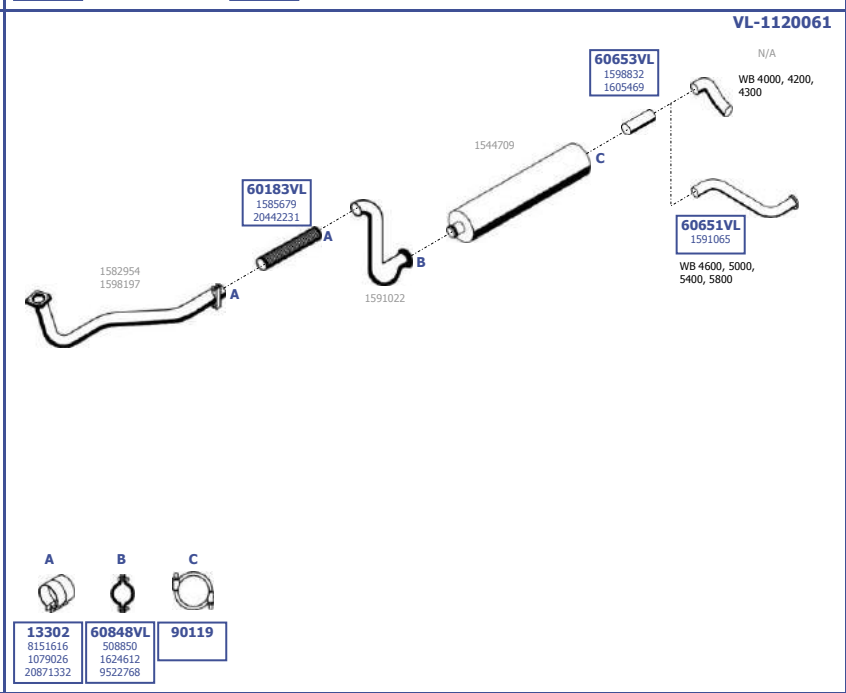 VL-1120061
N/A
WB 4000, 4200,
4300
60653VL
1598832
1605469
1544709
C
60183VL
1585679
20442231
A
60651VL
1591065
WB 4600, 5000,
5400, 5800
B
1582954
1598197
A
1591022
A
B
C
13302
8151616
1079026
20871332
60848VL
508850
1624612
9522768
90119